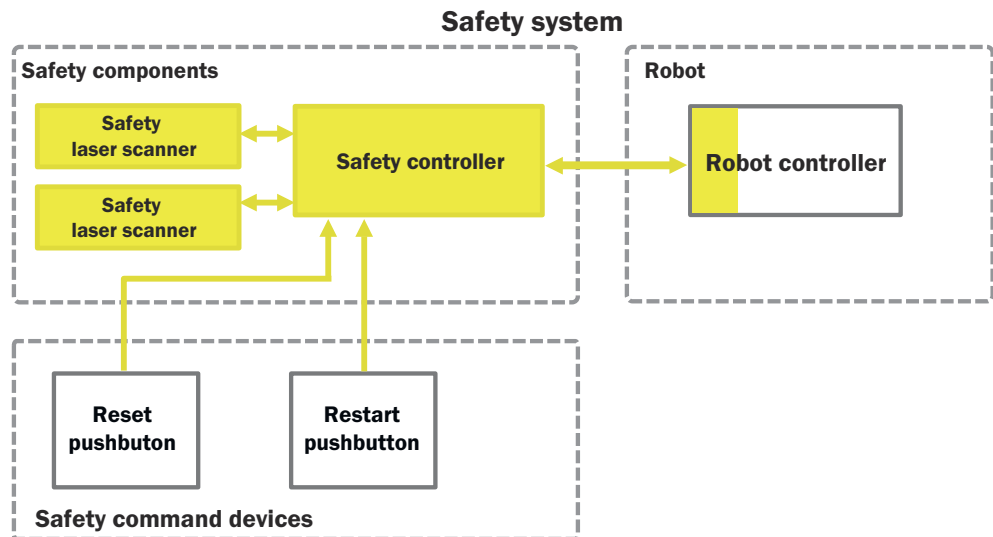 Safety system
Safety components
Safety
laser scanner
Safety
laser scanner
Safety controller
Robot
Robot controller
Reset
pushbuton
Restart
pushbutton
Safety command devices